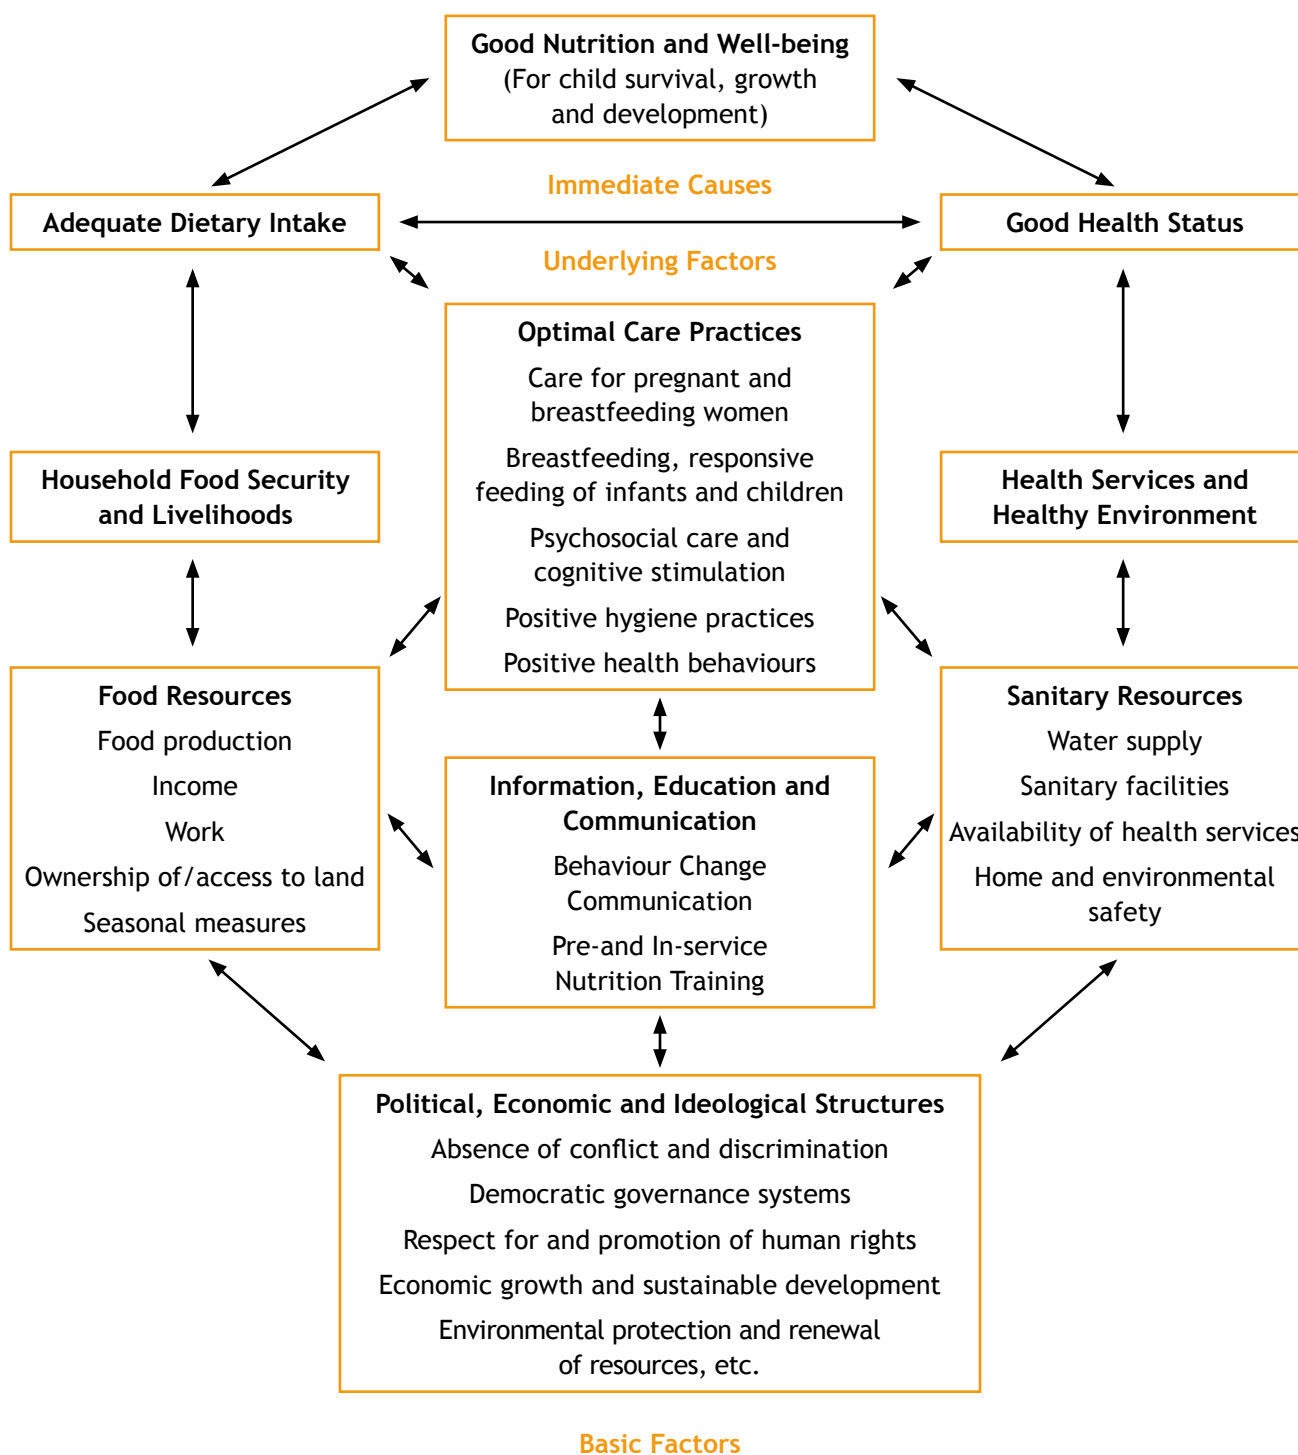 Good Nutrition and Well-being
(For child survival, growth
and development)
Immediate Causes
Adequate Dietary Intake
Good Health Status
Underlying Factors
Optimal Care Practices
Care for pregnant and
breastfeeding women
Breastfeeding, responsive
feeding of infants and children
Psychosocial care and
cognitive stimulation
Positive hygiene practices
Positive health behaviours
Household Food Security
and Livelihoods
Health Services and
Healthy Environment
Food Resources
Food production
Income
Work
Ownership of/access to land
Seasonal measures
Information, Education and
Communication
Behaviour Change
Communication
Pre-and In-service
Nutrition Training
Sanitary Resources
Water supply
Sanitary facilities
Availability of health services
Home and environmental
safety
Political, Economic and Ideological Structures
Absence of conflict and discrimination
Democratic governance systems
Respect for and promotion of human rights
Economic growth and sustainable development
Environmental protection and renewal
of resources, etc.
Basic Factors